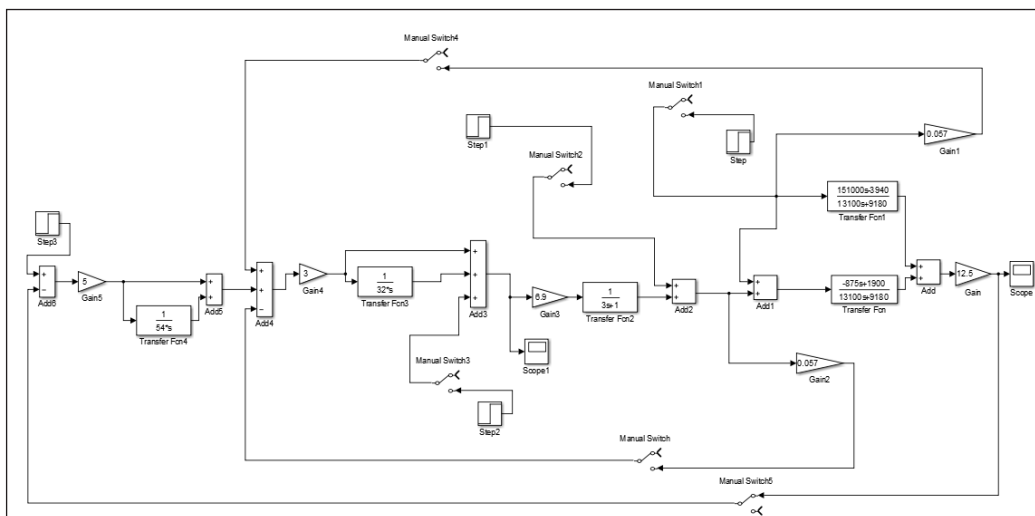 Manual Switch4
Manual Switch1
Step1
Step
0.057
Gain1
Manual Switch2
151000s-3940
13100s+9180
Transfer Fcn1
Step3
+
−
Add6
5
Gain5
1
54*s
Transfer Fcn4
+
+
Add5
+
+
−
Add4
3
Gain4
1
32*s
Transfer Fcn3
+
+
+
Add3
6.9
Gain3
1
3s+1
Transfer Fcn2
+
+
Add2
+
+
Add1
-875s+1900
13100s+9180
Transfer Fcn
+
+
Add
12.5
Gain
Scope
Scope1
Manual Switch3
Step2
0.057
Gain2
Manual Switch
Manual Switch5